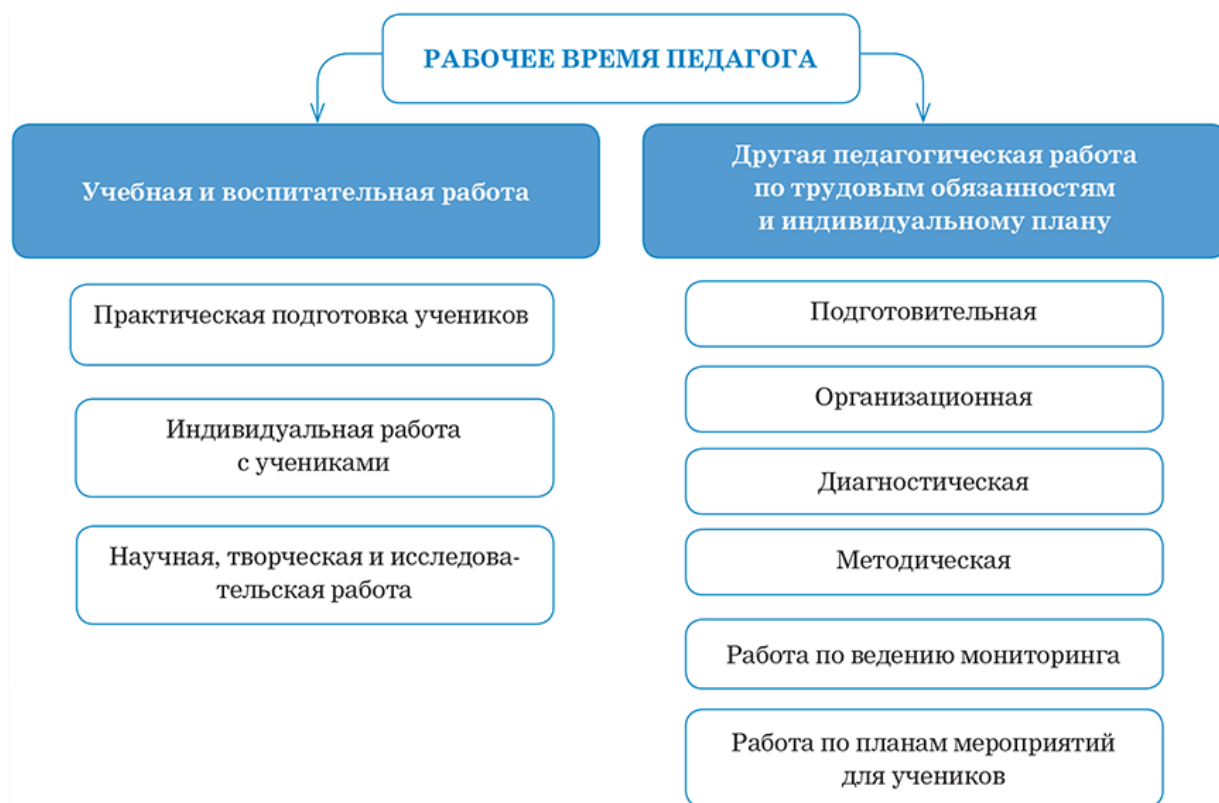 РАБОЧЕЕ ВРЕМЯ ПЕДАГОГА
Учебная и воспитательная работа
Практическая подготовка учеников
Индивидуальная работа
с учениками
Научная, творческая и исследова-
тельская работа
Другая педагогическая работа
по трудовым обязанностям
и индивидуальному плану
Подготовительная
Организационная
Диагностическая
Методическая
Работа по ведению мониторинга
Работа по планам мероприятий
для учеников